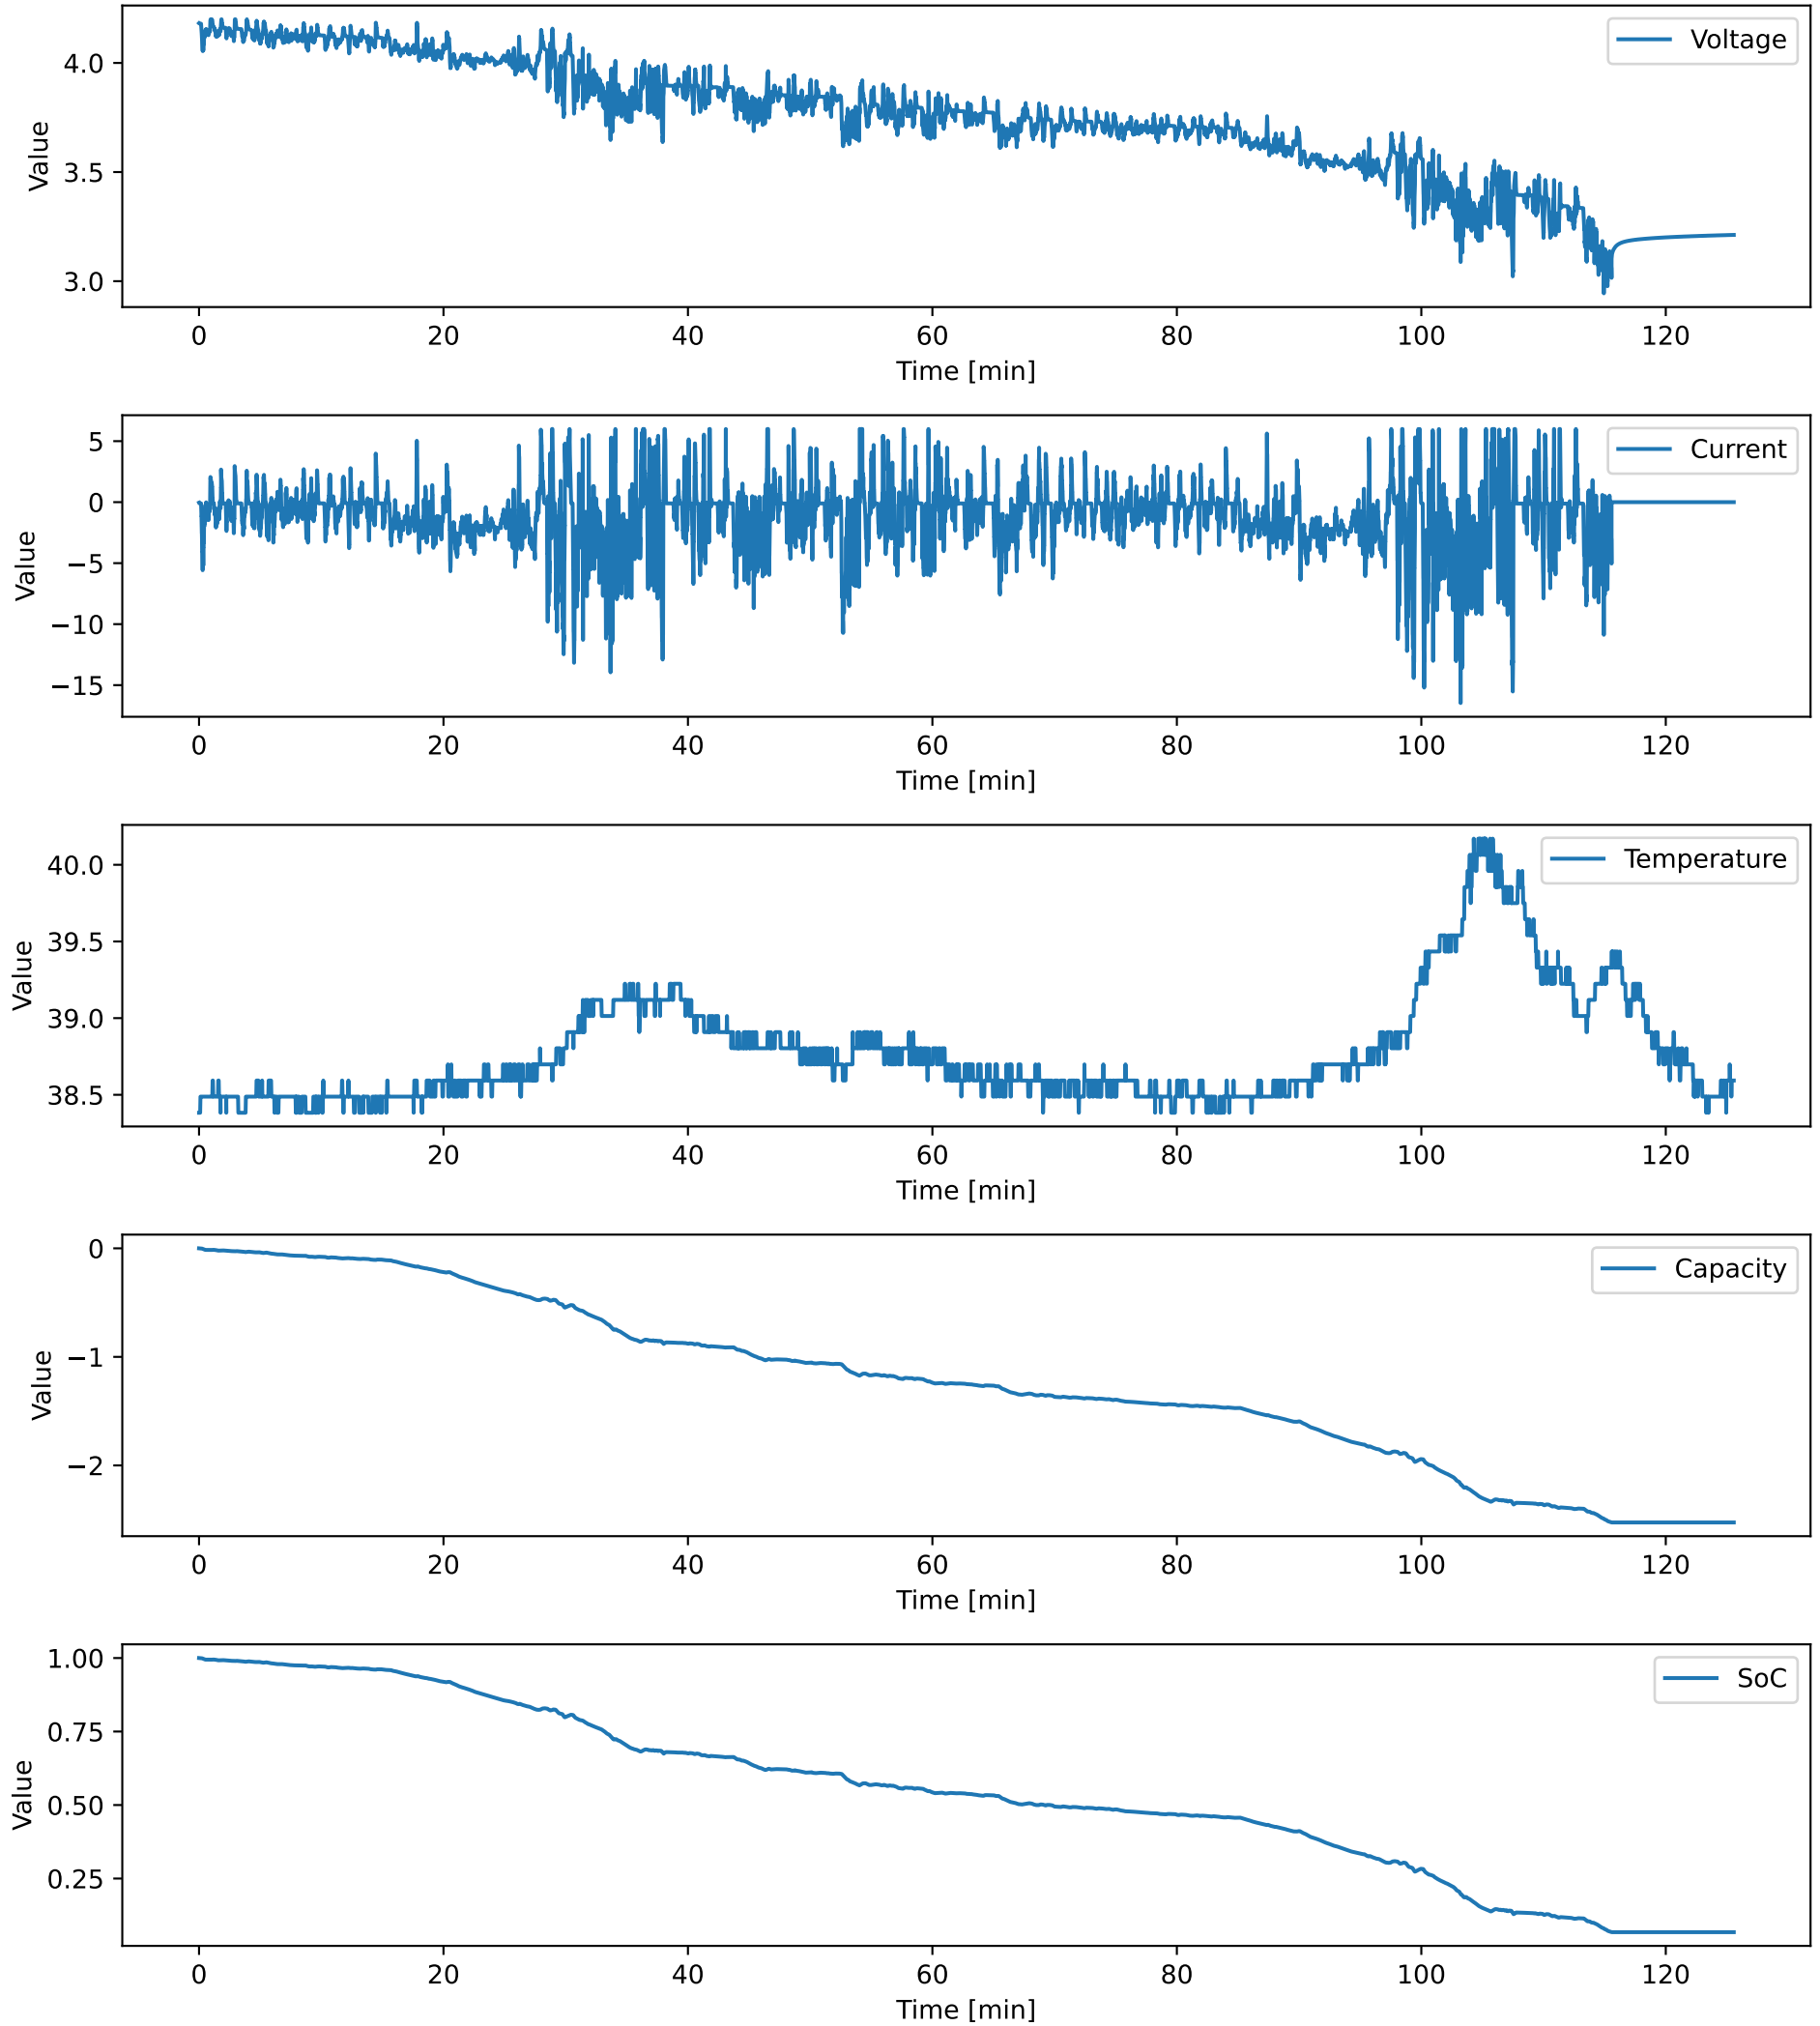 Voltage
4.0
3.5
3.0
Value
0 20 40 60 80 100 120
Time [min]
Current
5
0
−5
−10
−15
Value
0 20 40 60 80 100 120
Time [min]
Temperature
40.0
39.5
39.0
38.5
Value
0 20 40 60 80 100 120
Time [min]
Capacity
0
−1
−2
Value
0 20 40 60 80 100 120
Time [min]
SoC
1.00
0.75
0.50
0.25
Value
0 20 40 60 80 100 120
Time [min]